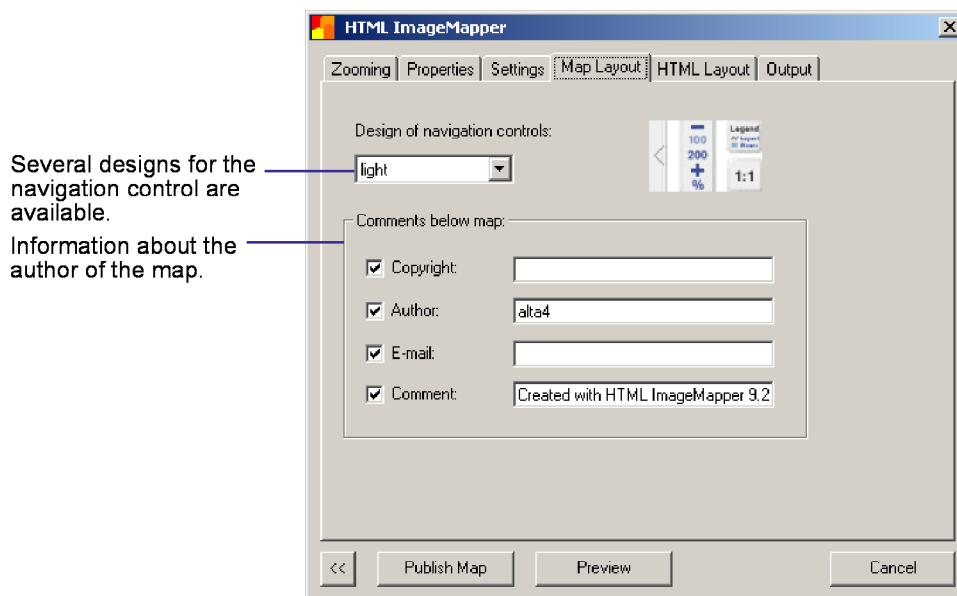 HTML ImageMapper
Zooming Properties Settings Map Layout HTML Layout Output
Design of navigation controls:
light
100
200
+
%
Legend
Rivers
1:1
Several designs for the
navigation control are
available.
Information about the
author of the map.
Comments below map:
Copyright:
Author: alta4
E-mail:
Comment: Created with HTML ImageMapper 9.2
<< Publish Map Preview Cancel